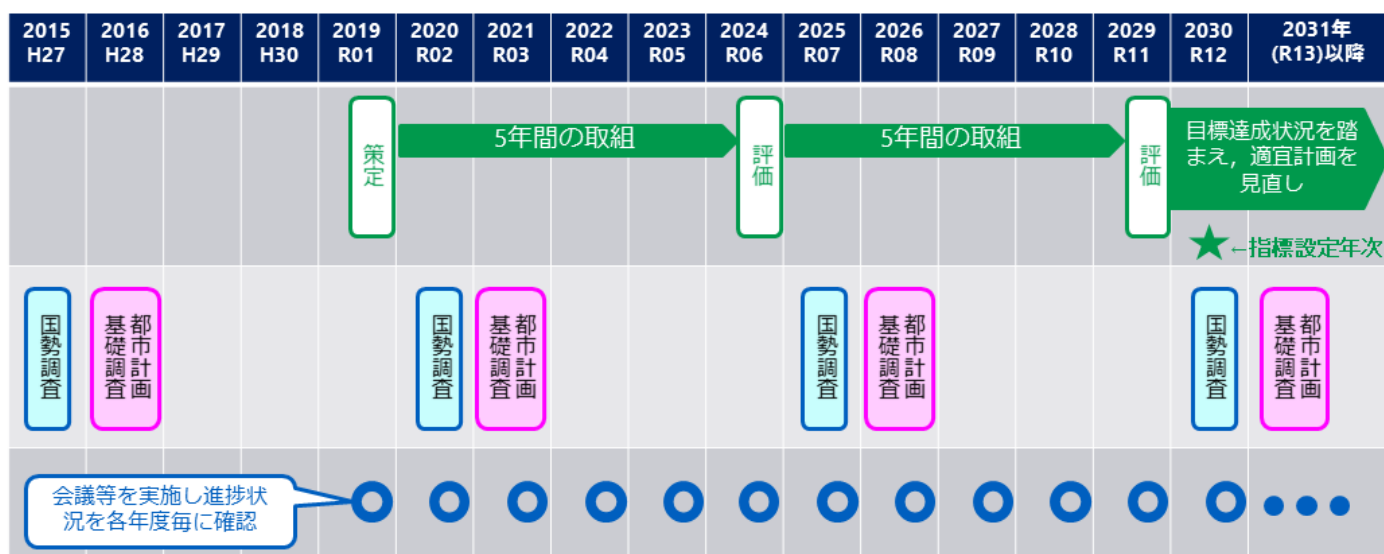 2015 2016 2017 2018 2019 2020 2021 2022 2023 2024 2025 2026 2027 2028 2029 2030 2031年
H27 H28 H29 H30 R01 R02 R03 R04 R05 R06 R07 R08 R09 R10 R11 R12 (R13)以降
策定
5年間の取組
評価
5年間の取組
評価
目標達成状況を踏
まえ，適宜計画を
見直し
★←指標設定年次
国勢調査
都市計画
基礎調査
国勢調査
都市計画
基礎調査
国勢調査
都市計画
基礎調査
国勢調査
都市計画
基礎調査
会議等を実施し進捗状
況を各年度毎に確認